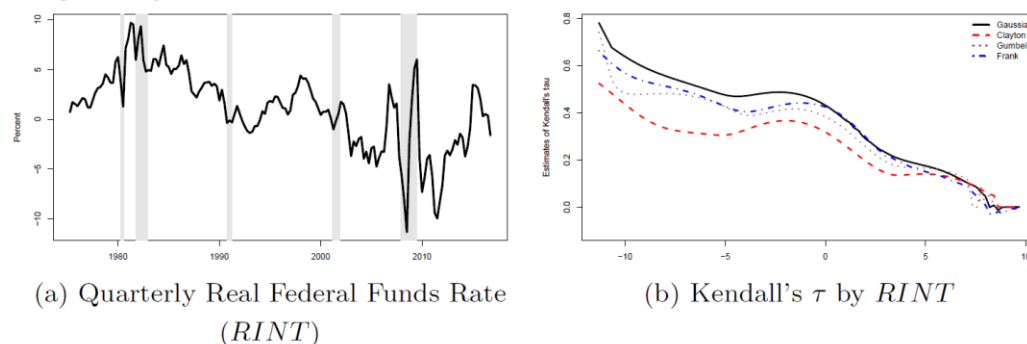 Percent
10
5
0
−5
−10
1980
1990
2000
2010
(a) Quarterly Real Federal Funds Rate
(RINT)
Estimates of Kendall's tau
0.8
0.6
0.4
0.2
0.0
−10
−5
0
5
10
Gaussian
Clayton
Gumbel
Frank
(b) Kendall's τ by RINT